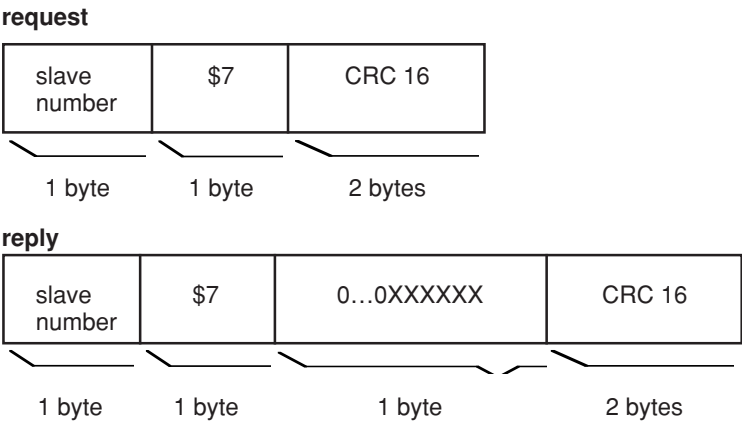 request
slave number $7 CRC 16
1 byte 1 byte 2 bytes
reply
slave number $7 0…0XXXXXX CRC 16
1 byte 1 byte 1 byte 2 bytes